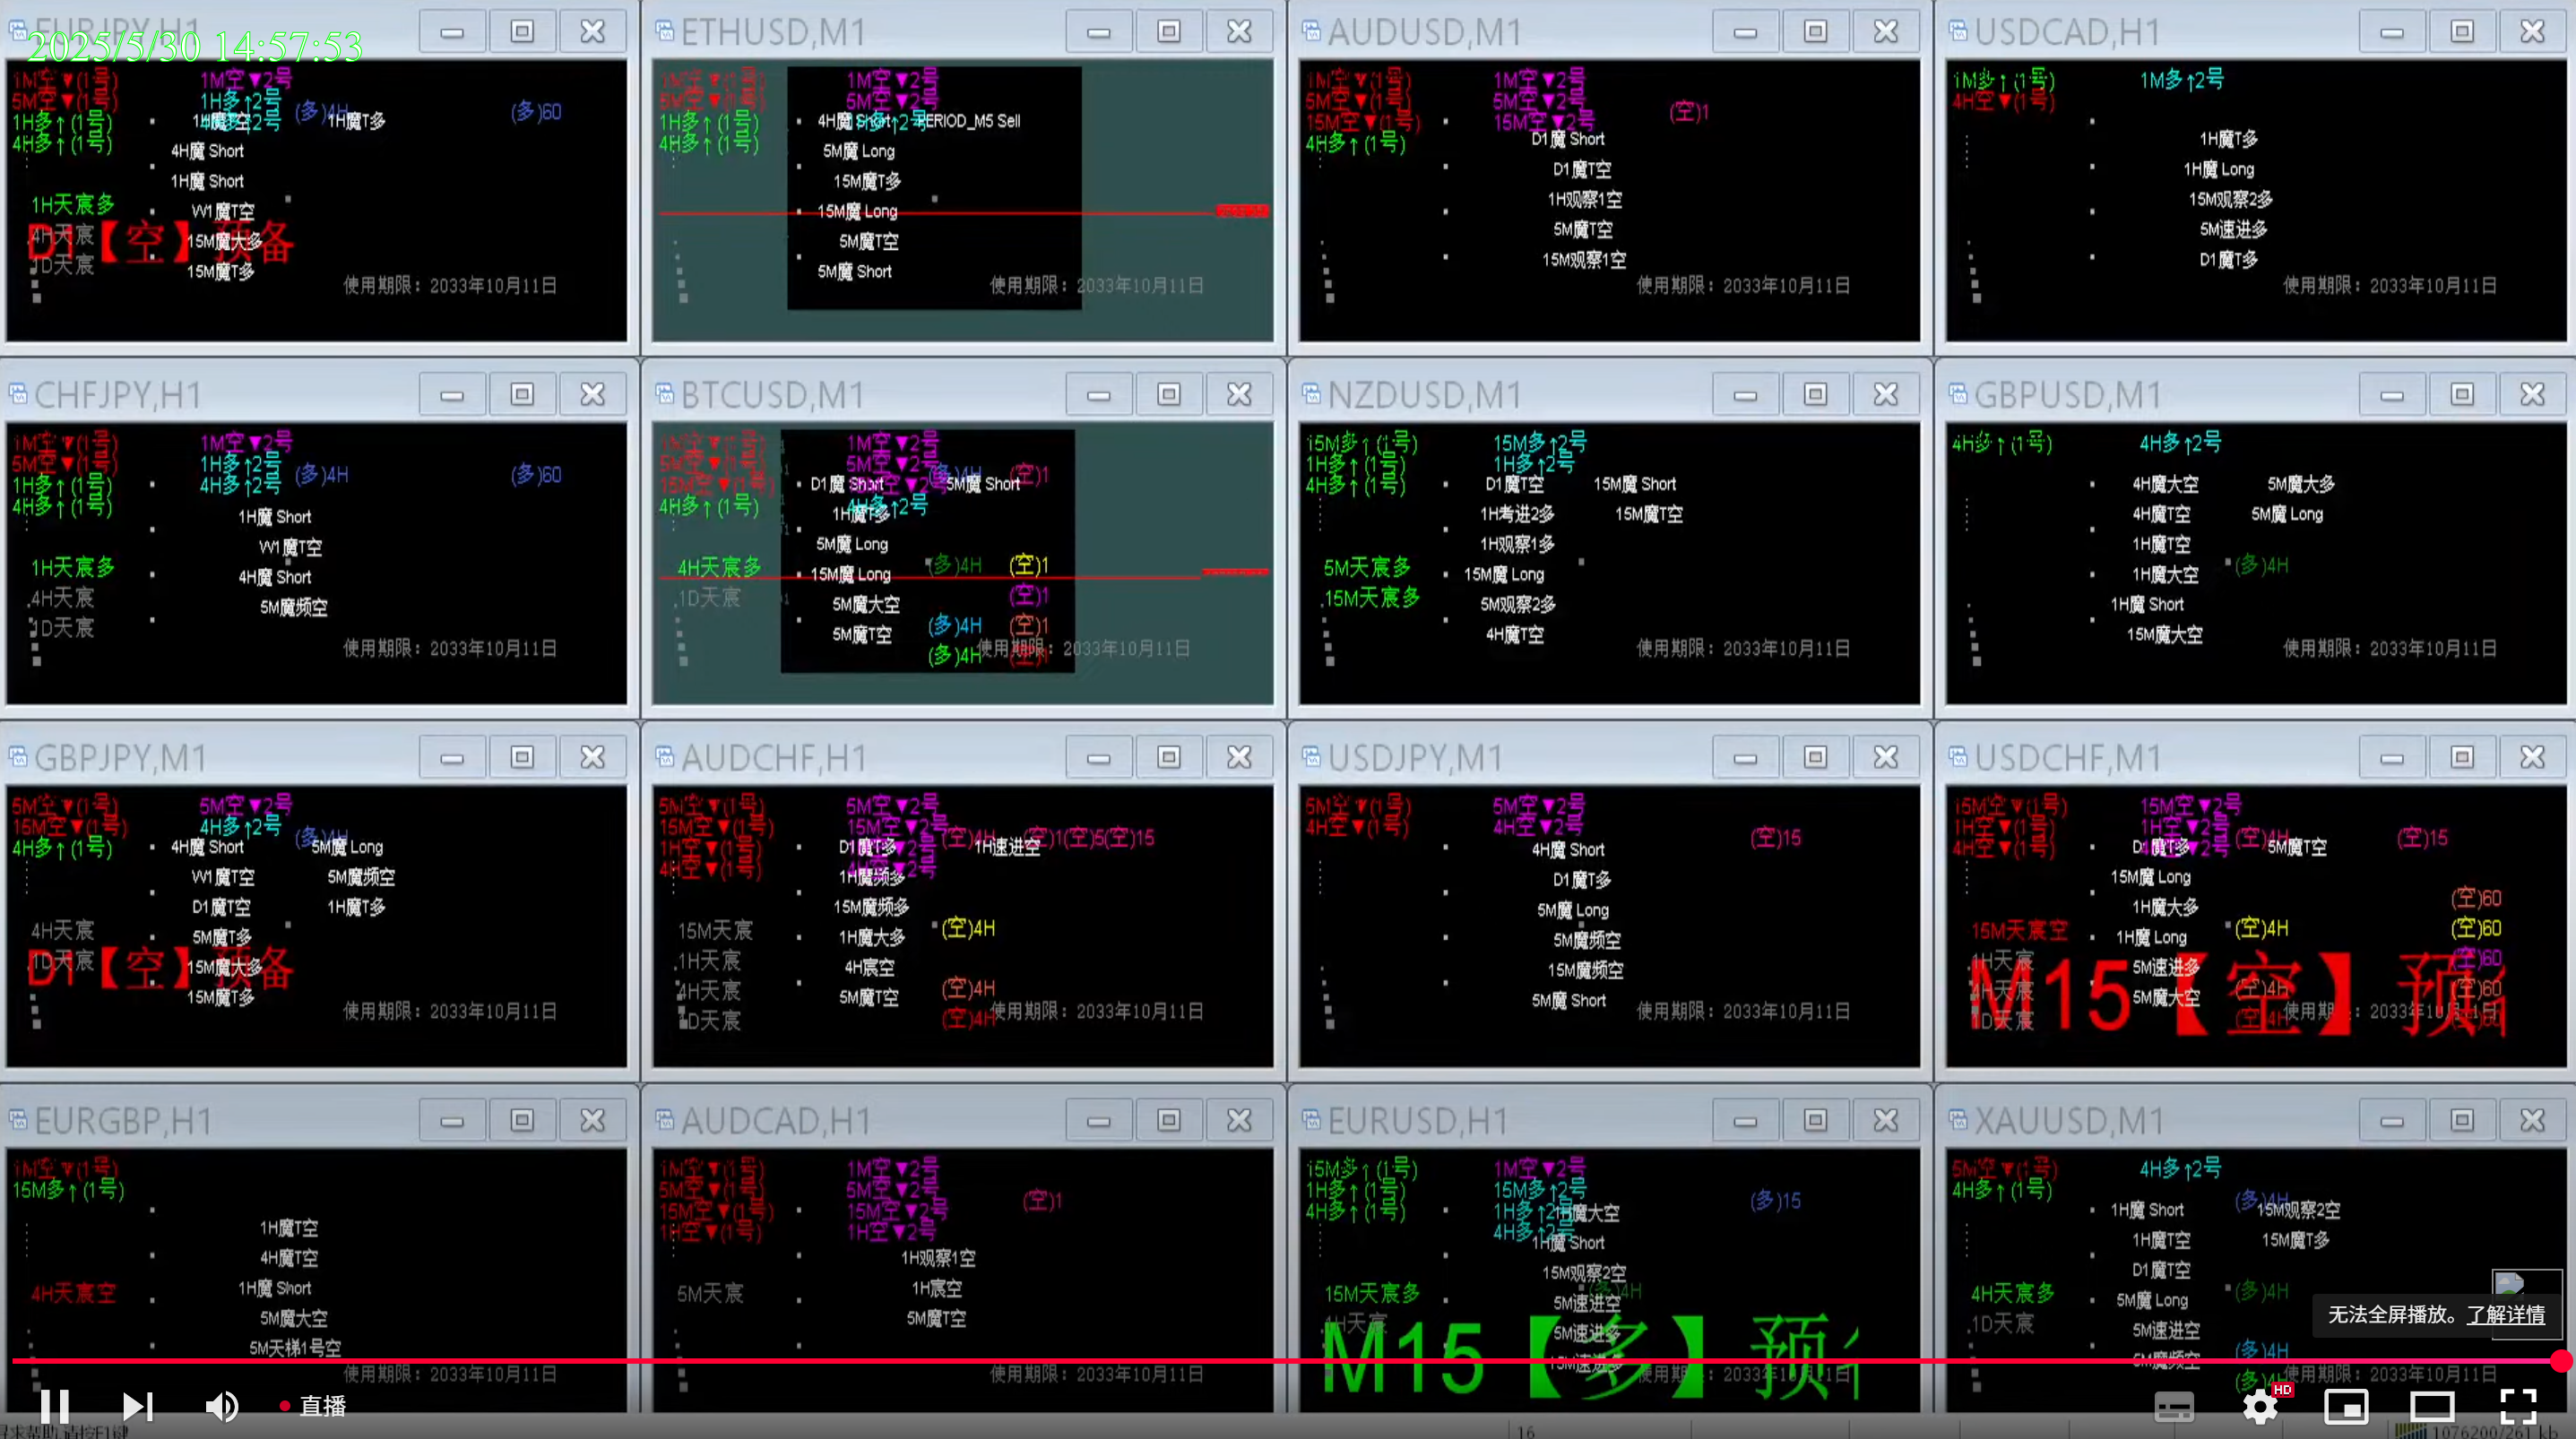 EURJPY,H1
2025/5/30 14:57:53
1M空▼(1号)
1M空▼2号
5M空▼(1号)
1H多↑2号
1H多↑(1号)
(多)4H
1H魔T多
(多)60
4H多↑(1号)
4H魔 Short
1H魔 Short
1H天宸多
W1魔T空
4H天宸
D1【空】预备
15M魔大多
1D天宸
15M魔T多
使用期限：2033年10月11日
ETHUSD,M1
1M空▼(1号)
1M空▼2号
5M空▼(1号)
5M空▼2号
1H多↑(1号)
4H魔 Short
1H多↑2号
PERIOD_M5 Sell
4H多↑(1号)
5M魔 Long
15M魔T多
15M魔 Long
5M魔T空
5M魔 Short
使用期限：2033年10月11日
AUDUSD,M1
1M空▼(1号)
1M空▼2号
5M空▼(1号)
5M空▼2号
15M空▼(1号)
15M空▼2号
(空)1
4H多↑(1号)
D1魔 Short
D1魔T空
1H观察1空
5M魔T空
15M观察1空
使用期限：2033年10月11日
USDCAD,H1
1M多↑(1号)
1M多↑2号
4H空▼(1号)
1H魔T多
1H魔 Long
15M观察2多
5M速进多
D1魔T多
使用期限：2033年10月11日
CHFJPY,H1
1M空▼(1号)
1M空▼2号
5M空▼(1号)
1H多↑2号
1H多↑(1号)
4H多↑2号
(多)4H
(多)60
4H多↑(1号)
1H魔 Short
W1魔T空
1H天宸多
4H魔 Short
4H天宸
5M魔频空
1D天宸
使用期限：2033年10月11日
BTCUSD,M1
1M空▼(1号)
1M空▼2号
5M空▼(1号)
5M空▼2号
(多)4H
(空)1
15M空▼(1号)
D1魔 Short
5M魔 Short
4H多↑(1号)
4H多↑2号
1H魔T多
5M魔 Long
4H天宸多
15M魔 Long
(多)4H
(空)1
1D天宸
5M魔大空
(空)1
5M魔T空
(多)4H
(空)1
(多)4H
(空)1
使用期限：2033年10月11日
NZDUSD,M1
15M多↑(1号)
15M多↑2号
1H多↑(1号)
1H多↑2号
4H多↑(1号)
D1魔T空
15M魔 Short
1H考进2多
15M魔T空
1H观察1多
5M天宸多
15M魔 Long
15M天宸多
5M观察2多
4H魔T空
使用期限：2033年10月11日
GBPUSD,M1
4H多↑(1号)
4H多↑2号
4H魔大空
5M魔大多
4H魔T空
5M魔 Long
1H魔T空
(多)4H
1H魔大空
1H魔 Short
15M魔大空
使用期限：2033年10月11日
GBPJPY,M1
5M空▼(1号)
5M空▼2号
15M空▼(1号)
4H多↑2号
(多)4H
4H多↑(1号)
4H魔 Short
5M魔 Long
W1魔T空
5M魔频空
D1魔T空
1H魔T多
4H天宸
5M魔T多
1D天宸
D1【空】预备
15M魔大多
15M魔T多
使用期限：2033年10月11日
AUDCHF,H1
5M空▼(1号)
5M空▼2号
15M空▼(1号)
15M空▼2号
(空)4H
(空)1(空)5(空)15
1H空▼(1号)
D1魔T多
1H速进空
4H空▼(1号)
4H空▼2号
1H魔频多
15M魔频多
15M天宸
1H魔大多
(空)4H
1H天宸
4H宸空
4H天宸
5M魔T空
(空)4H
1D天宸
(空)4H
使用期限：2033年10月11日
USDJPY,M1
5M空▼(1号)
5M空▼2号
4H空▼(1号)
4H空▼2号
(空)15
4H魔 Short
D1魔T多
5M魔 Long
5M魔频空
15M魔频空
5M魔 Short
使用期限：2033年10月11日
USDCHF,M1
15M空▼(1号)
15M空▼2号
1H空▼(1号)
1H空▼2号
(空)4H
(空)15
4H空▼(1号)
D1魔T多
5M魔T空
15M魔 Long
1H魔大多
(空)60
15M天宸空
1H魔 Long
(空)4H
(空)60
1H天宸
5M速进多
(空)60
4H天宸
5M魔大空
(空)4H
(空)60
M15【空】预
1D天宸
(空)4H
使用期限：2033年10月11日
EURGBP,H1
1M空▼(1号)
15M多↑(1号)
1H魔T空
4H魔T空
4H天宸空
1H魔 Short
5M魔大空
5M天梯1号空
使用期限：2033年10月11日
AUDCAD,H1
1M空▼(1号)
1M空▼2号
5M空▼(1号)
5M空▼2号
(空)1
15M空▼(1号)
15M空▼2号
1H空▼(1号)
1H空▼2号
1H观察1空
5M天宸
1H宸空
5M魔T空
使用期限：2033年10月11日
EURUSD,H1
15M多↑(1号)
1M空▼2号
1H多↑(1号)
15M多↑2号
(多)15
4H多↑(1号)
1H多↑2号
1H魔大空
4H多↑2号
1H魔 Short
15M观察2空
15M天宸多
(多)4H
5M速进空
1H天宸
5M速进多
M15【多】预
使用期限：2033年10月11日
XAUUSD,M1
5M空▼(1号)
4H多↑2号
4H多↑(1号)
(多)4H
1H魔 Short
15M观察2空
1H魔T空
15M魔T多
D1魔T空
4H天宸多
5M魔 Long
(多)4H
1D天宸
5M速进空
(多)4H
5M魔频空
(多)4H
使用期限：2033年10月11日
无法全屏播放。了解详情
直播
HD
寻求帮助,请按F1键
16
1076200/261 kb